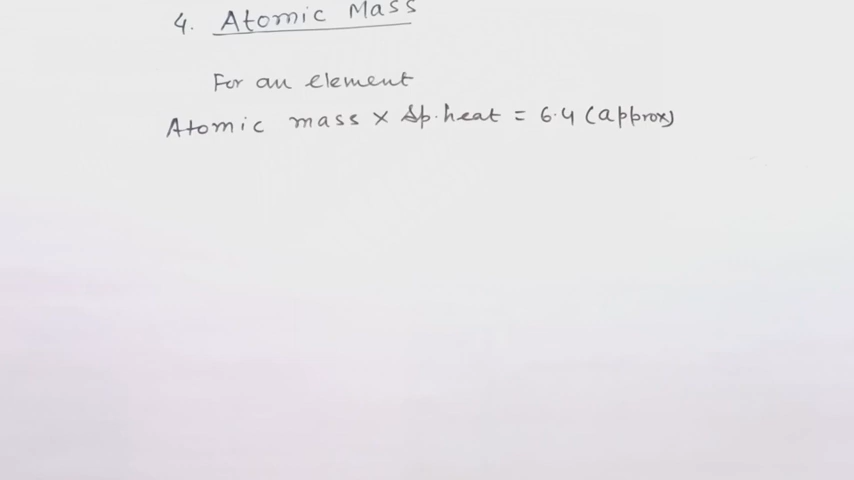 4. Atomic Mass
For an element
Atomic mass × Sp.heat = 6.4 (approx)